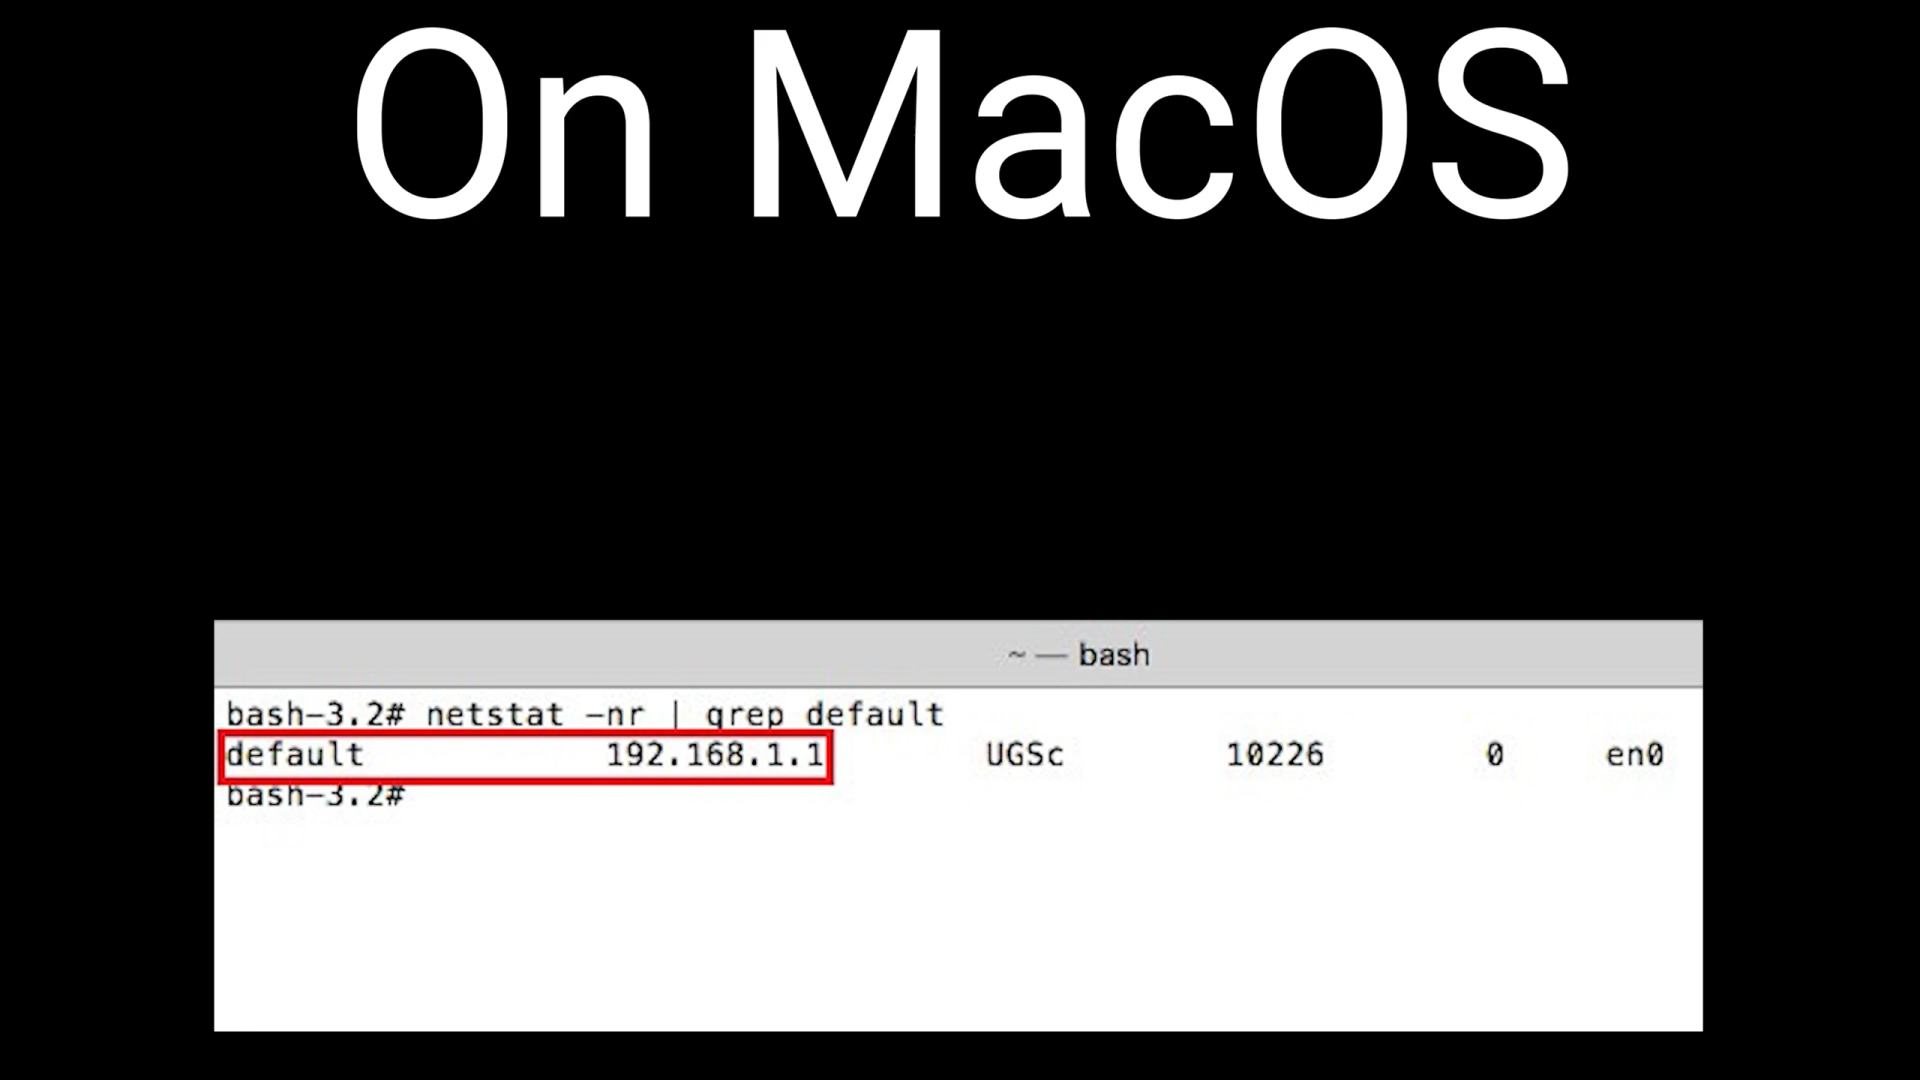 On MacOS
~ — bash
bash-3.2# netstat -nr | grep default
default 192.168.1.1 UGSc 10226 0 en0
bash-3.2#